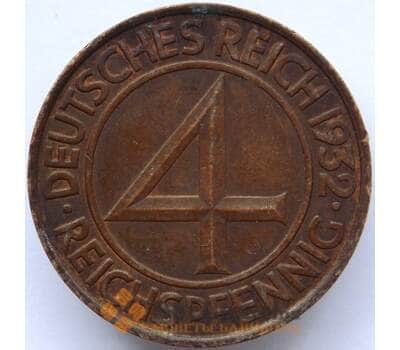 DEUTSCHES REICH 1932
4
REICHSPFENNIG